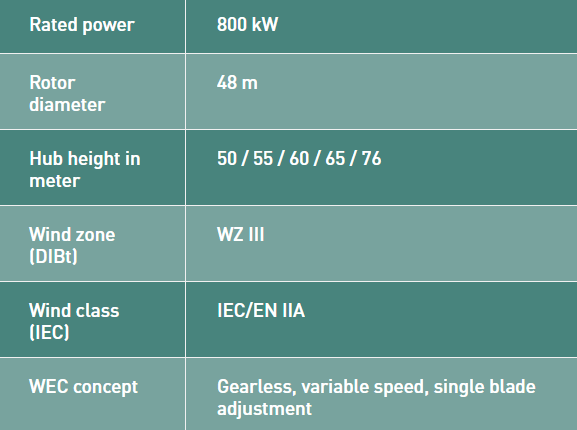 Rated power 800 kW
Rotor 48 m
diameter
Hub height in 50 / 55 / 60 / 65 / 76
meter
Wind zone WZ III
(DIBt)
Wind class IEC/EN IIA
(IEC)
WEC concept Gearless, variable speed, single blade
adjustment